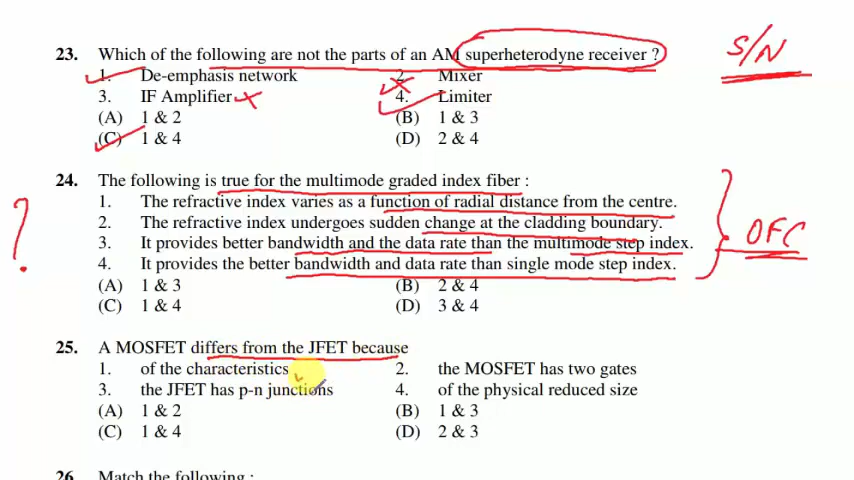 23. Which of the following are not the parts of an AM superheterodyne receiver ?
S/N
1. De-emphasis network 2. Mixer
3. IF Amplifier 4. Limiter
(A) 1 & 2 (B) 1 & 3
(C) 1 & 4 (D) 2 & 4
24. The following is true for the multimode graded index fiber :
1. The refractive index varies as a function of radial distance from the centre.
2. The refractive index undergoes sudden change at the cladding boundary.
?
OFC
3. It provides better bandwidth and the data rate than the multimode step index.
4. It provides the better bandwidth and data rate than single mode step index.
(A) 1 & 3 (B) 2 & 4
(C) 1 & 4 (D) 3 & 4
25. A MOSFET differs from the JFET because
1. of the characteristics 2. the MOSFET has two gates
3. the JFET has p-n junctions 4. of the physical reduced size
(A) 1 & 2 (B) 1 & 3
(C) 1 & 4 (D) 2 & 3
26 Match the following :